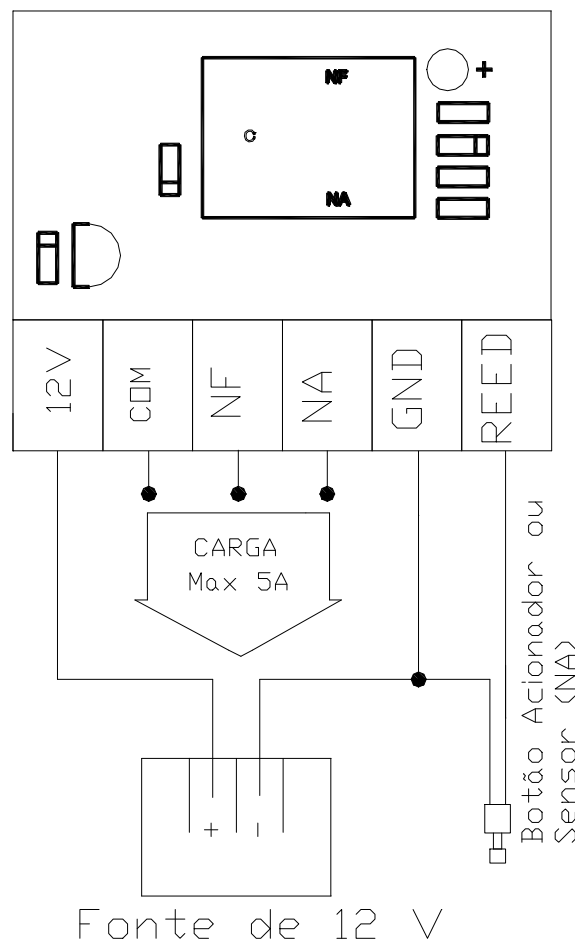 NF
+
C
NA
12V
COM
NF
NA
GND
REED
CARGA
Max 5A
Botão Acionador ou
Sensor (NA)
+ -
Fonte de 12 V